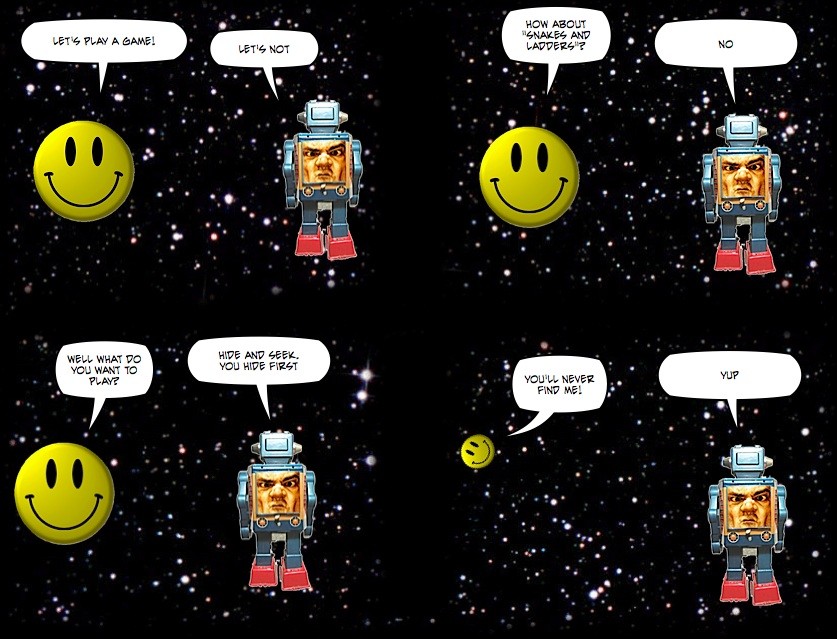 LET'S PLAY A GAME!
LET'S NOT
HOW ABOUT
"SNAKES AND
LADDERS"?
NO
WELL WHAT DO
YOU WANT TO
PLAY?
HIDE AND SEEK.
YOU HIDE FIRST
YOU'LL NEVER
FIND ME!
YUP